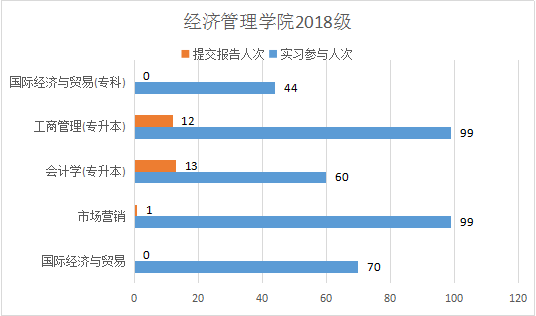 经济管理学院2018级
提交报告人次 实习参与人次
国际经济与贸易(专科) 0 44
工商管理(专升本) 12 99
会计学(专升本) 13 60
市场营销 1 99
国际经济与贸易 0 70
0 20 40 60 80 100 120